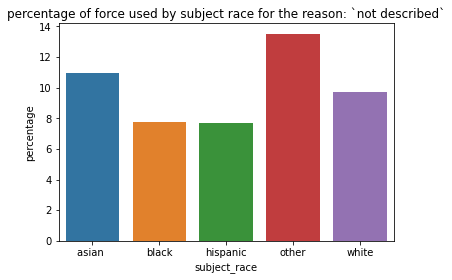 percentage of force used by subject race for the reason: `not described`
percentage
14
12
10
8
6
4
2
0
asian
black
hispanic
other
white
subject_race